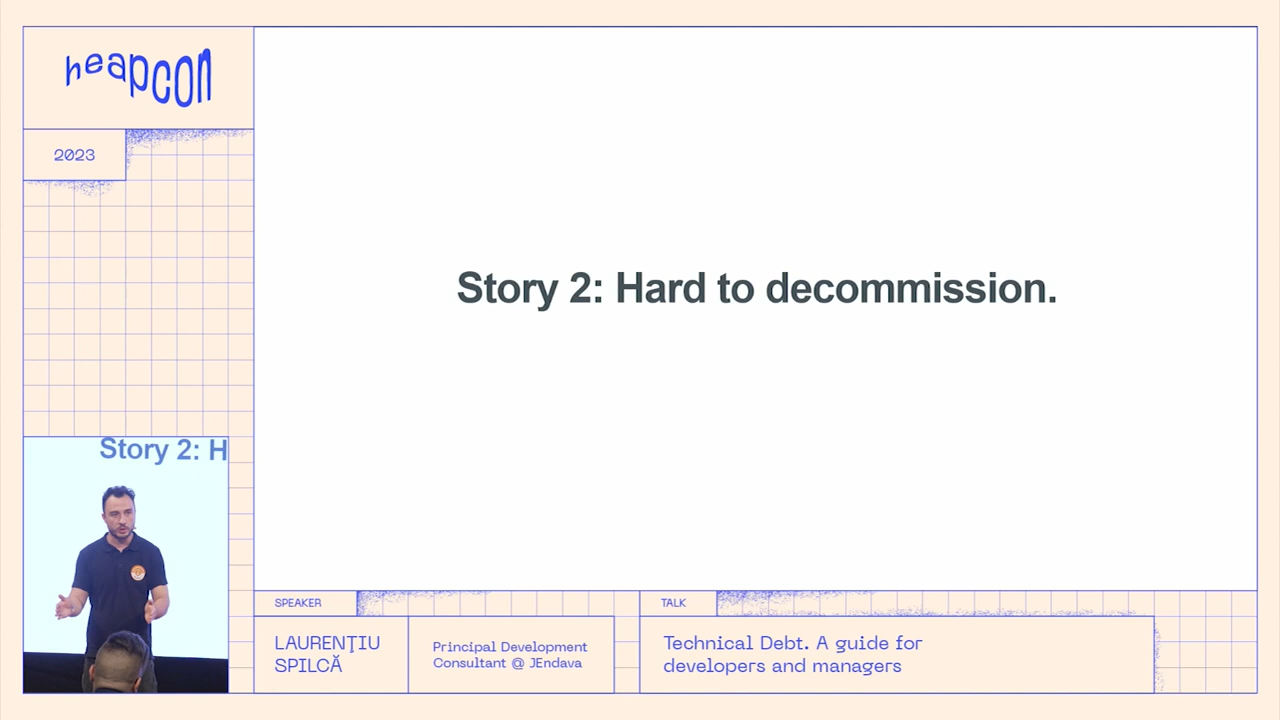 heapcon
2023
Story 2: Hard to decommission.
Story 2: H
SPEAKER
LAURENŢIU
SPILCĂ
Principal Development
Consultant @ JEndava
TALK
Technical Debt. A guide for
developers and managers